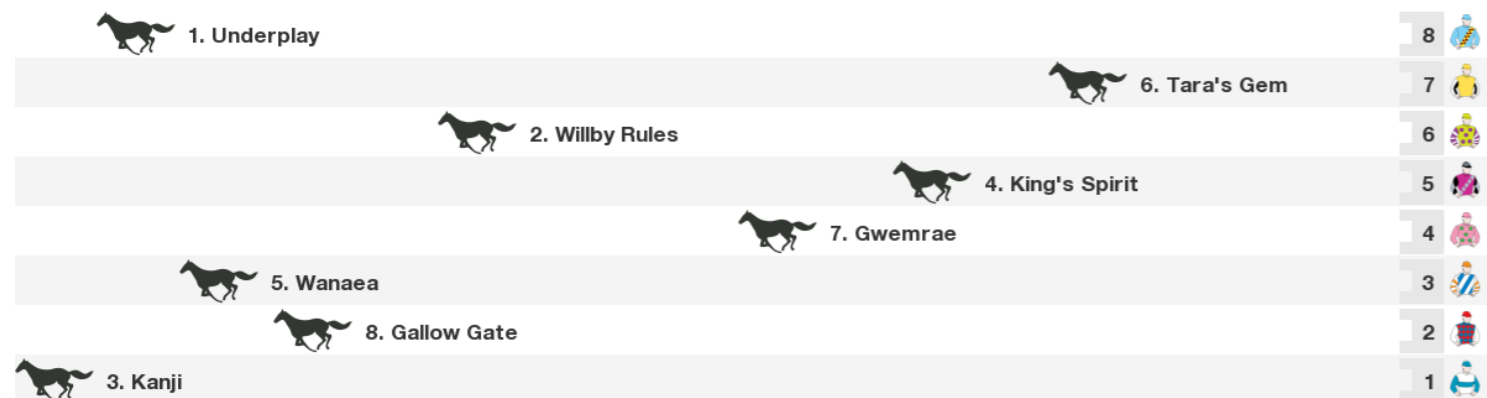 1. Underplay 8
6. Tara's Gem 7
2. Willby Rules 6
4. King's Spirit 5
7. Gwemrae 4
5. Wanaea 3
8. Gallow Gate 2
3. Kanji 1